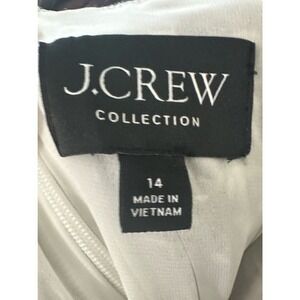 J.CREW
COLLECTION
14
MADE IN
VIETNAM